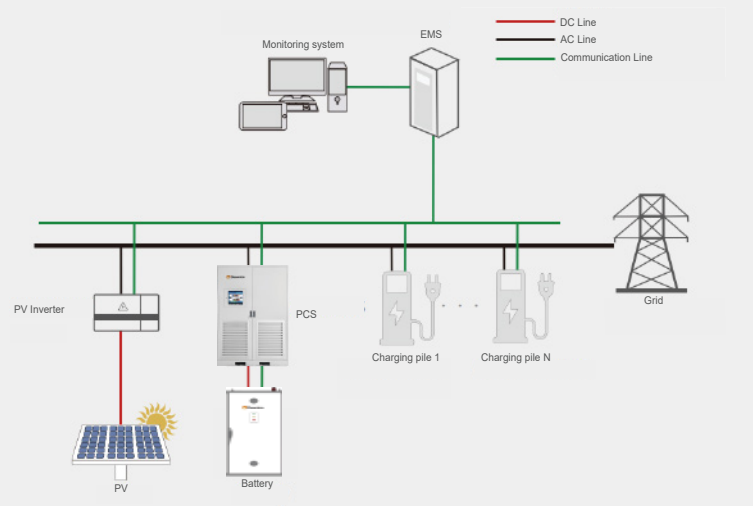 DC Line
EMS
AC Line
Monitoring system
Communication Line
PV Inverter
PCS
Grid
Charging pile 1
Charging pile N
PV
Battery